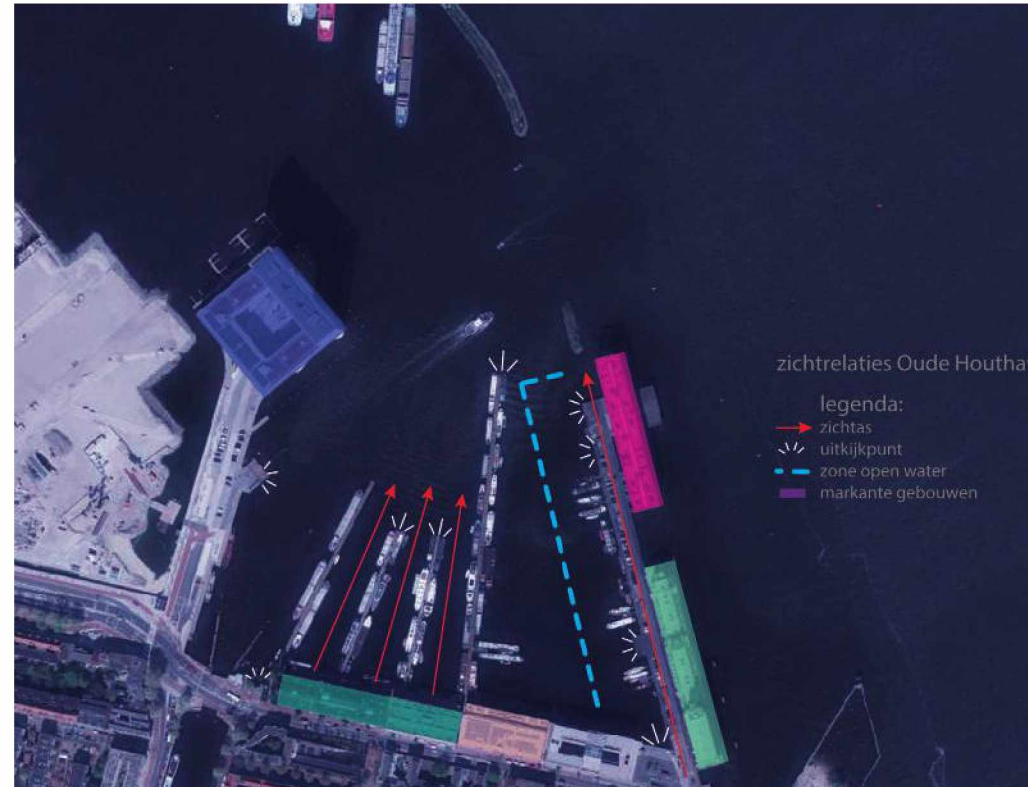 zichtrelaties Oude Houtha
legenda:
zichtas
uitkijkpunt
zone open water
markante gebouwen